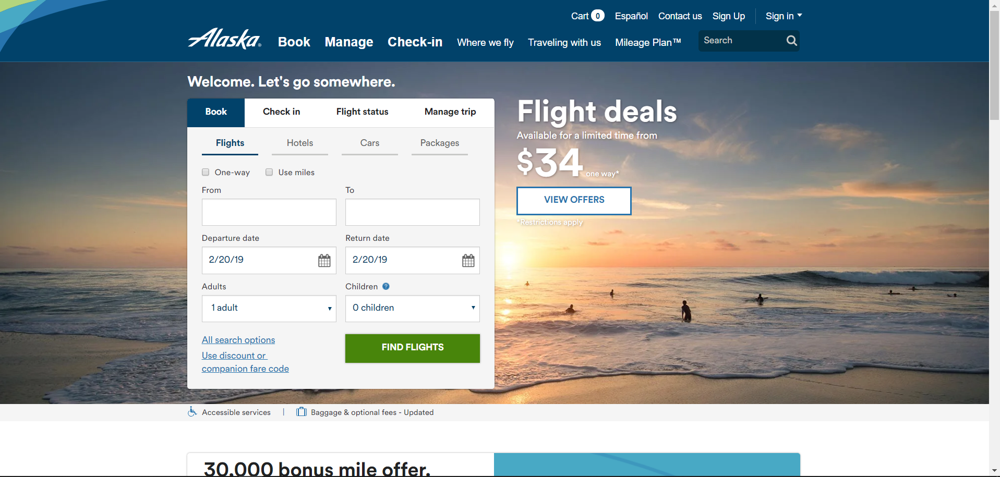 Cart 0 Español Contact us Sign Up Sign in
Alaska® Book Manage Check-in Where we fly Traveling with us Mileage Plan™ Search
Welcome. Let's go somewhere.
Book Check in Flight status Manage trip
Flights Hotels Cars Packages
One-way Use miles
From To
Departure date Return date
2/20/19 2/20/19
Adults Children ?
1 adult 0 children
All search options
FIND FLIGHTS
Use discount or
companion fare code
Flight deals
Available for a limited time from
$34 one way*
VIEW OFFERS
*Restrictions apply
Accessible services | Baggage & optional fees - Updated
30,000 bonus mile offer.